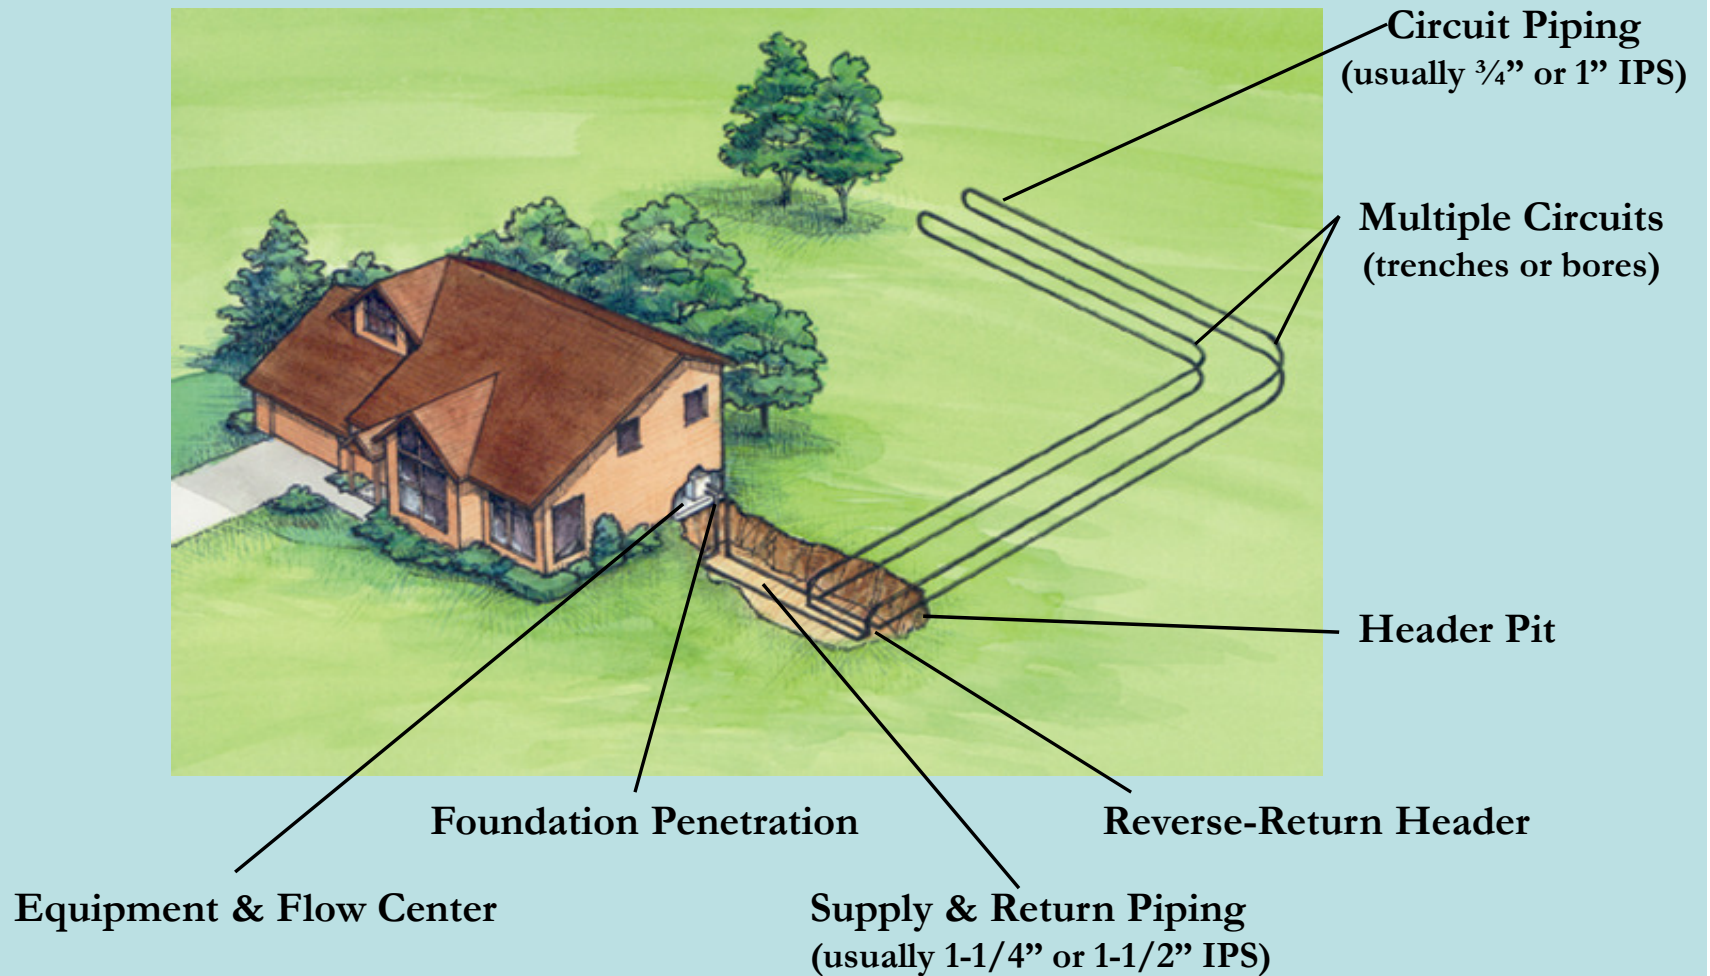 Circuit Piping
(usually ¾” or 1” IPS)
Multiple Circuits
(trenches or bores)
Header Pit
Foundation Penetration
Reverse-Return Header
Equipment & Flow Center
Supply & Return Piping
(usually 1-1/4” or 1-1/2” IPS)